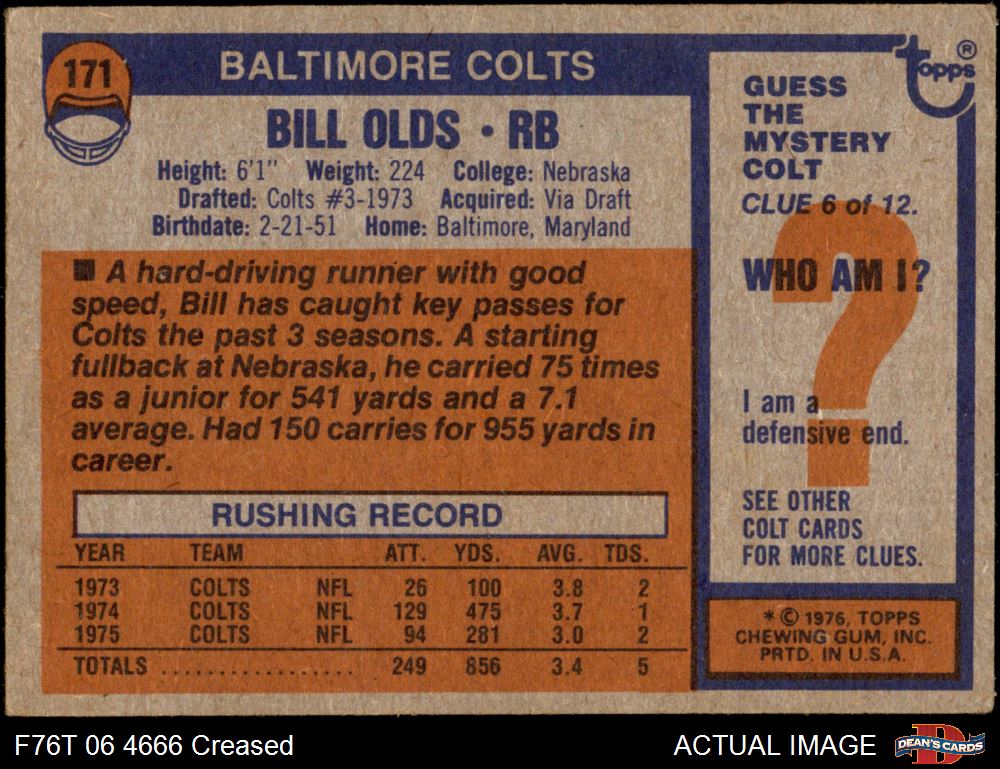 171
BALTIMORE COLTS
BILL OLDS • RB
Height: 6'1" Weight: 224 College: Nebraska
Drafted: Colts #3-1973 Acquired: Via Draft
Birthdate: 2-21-51 Home: Baltimore, Maryland
■ A hard-driving runner with good
speed, Bill has caught key passes for
Colts the past 3 seasons. A starting
fullback at Nebraska, he carried 75 times
as a junior for 541 yards and a 7.1
average. Had 150 carries for 955 yards in
career.
RUSHING RECORD
YEAR TEAM ATT. YDS. AVG. TDS.
1973 COLTS NFL 26 100 3.8 2
1974 COLTS NFL 129 475 3.7 1
1975 COLTS NFL 94 281 3.0 2
TOTALS .................. 249 856 3.4 5
topps ®
GUESS
THE
MYSTERY
COLT
CLUE 6 of 12.
?
WHO AM I?
I am a
defensive end.
SEE OTHER
COLT CARDS
FOR MORE CLUES.
* © 1976, TOPPS
CHEWING GUM, INC.
PRTD. IN U.S.A.
F76T 06 4666 Creased
ACTUAL IMAGE
D
DEAN'S CARDS